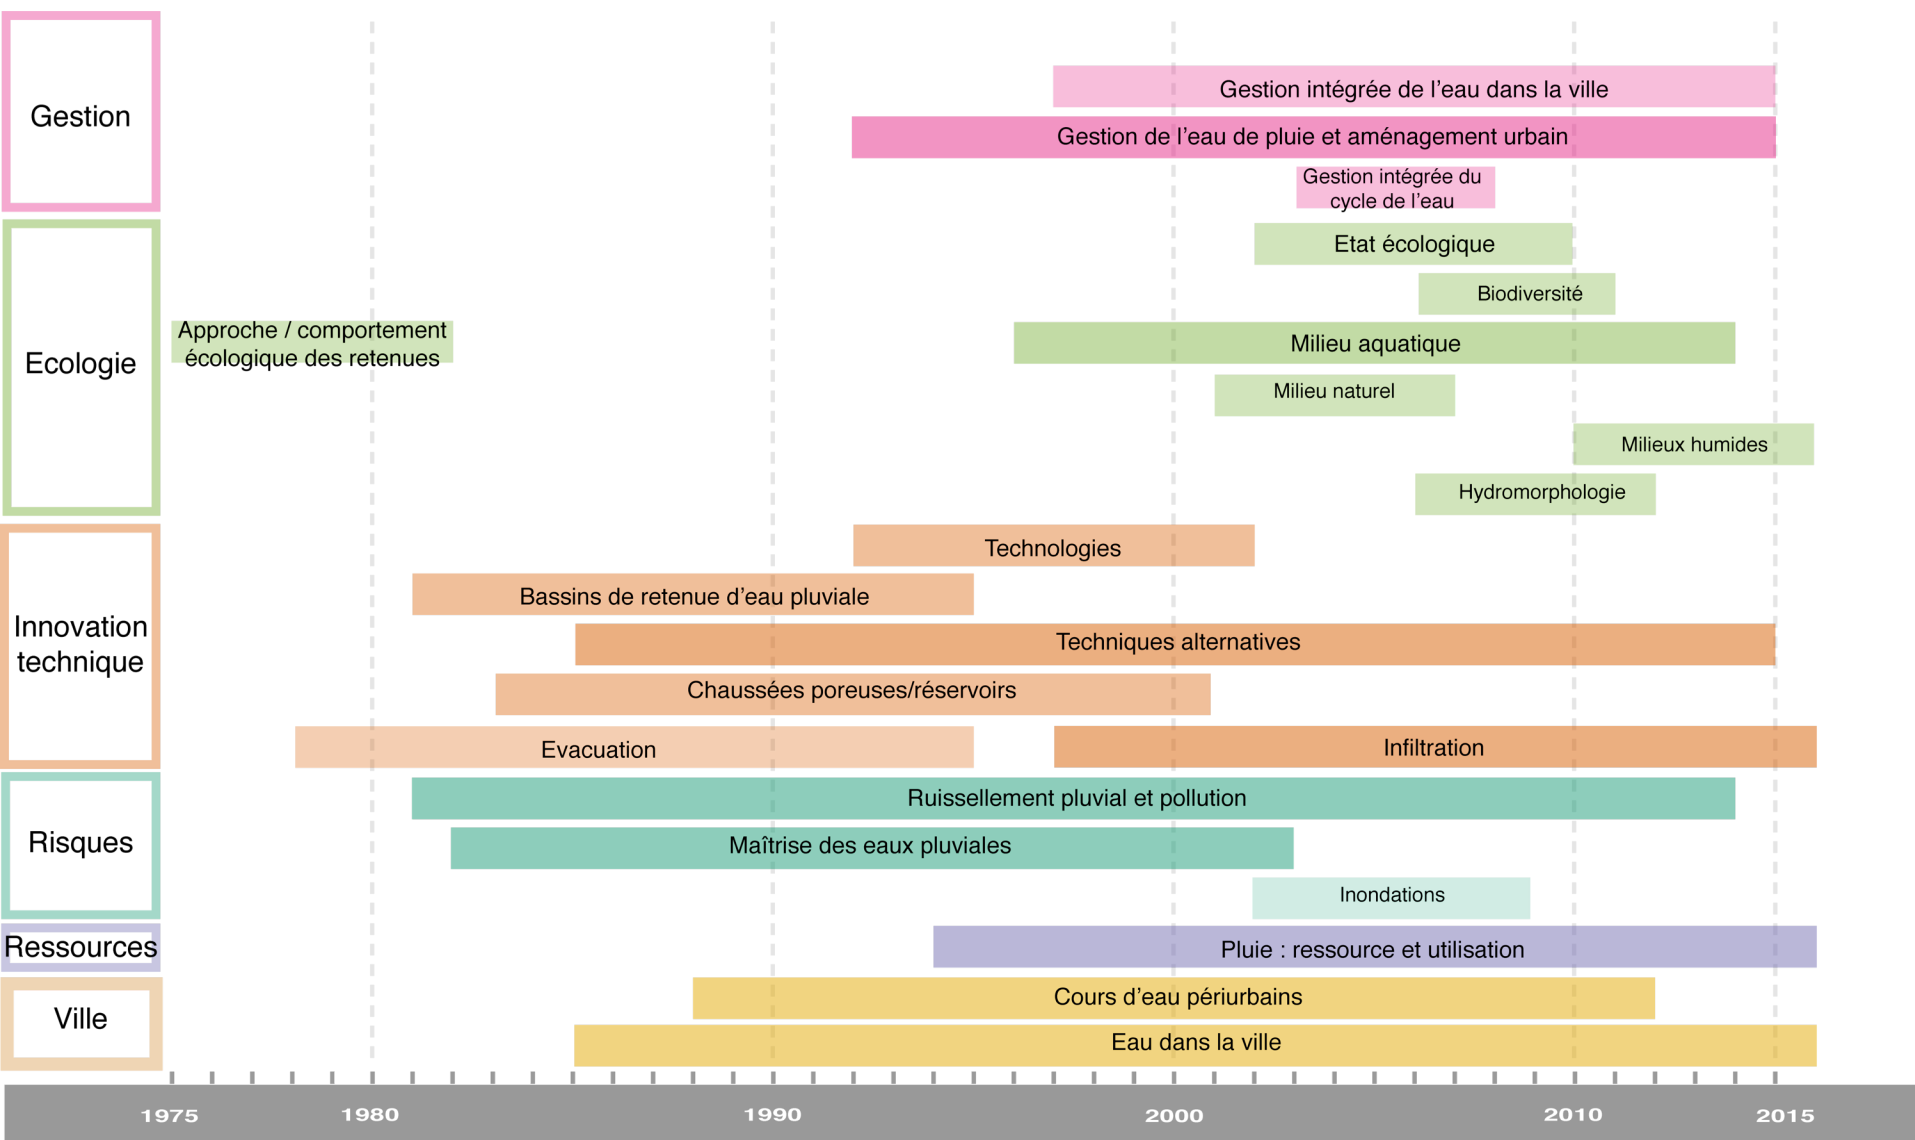 Gestion
Gestion intégrée de l'eau dans la ville
Gestion de l'eau de pluie et aménagement urbain
Gestion intégrée du
cycle de l'eau
Ecologie
Etat écologique
Biodiversité
Approche / comportement
écologique des retenues
Milieu aquatique
Milieu naturel
Milieux humides
Hydromorphologie
Innovation
technique
Technologies
Bassins de retenue d'eau pluviale
Techniques alternatives
Chaussées poreuses/réservoirs
Evacuation
Infiltration
Risques
Ruissellement pluvial et pollution
Maîtrise des eaux pluviales
Inondations
Ressources
Pluie : ressource et utilisation
Ville
Cours d'eau périurbains
Eau dans la ville
1975 1980 1990 2000 2010 2015